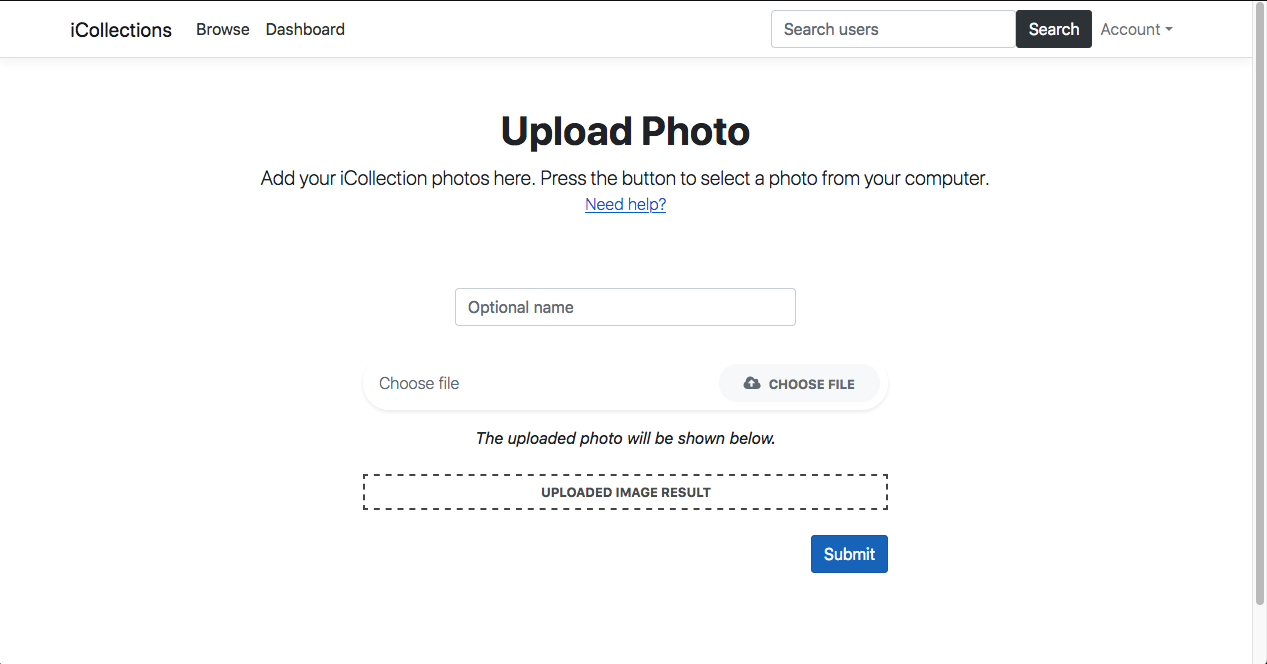 iCollections Browse Dashboard Search users Search Account
Upload Photo
Add your iCollection photos here. Press the button to select a photo from your computer.
Need help?
Optional name
Choose file CHOOSE FILE
The uploaded photo will be shown below.
UPLOADED IMAGE RESULT
Submit